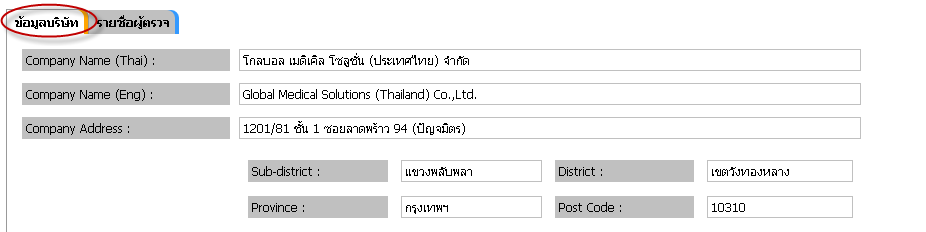 ข้อมูลบริษัท รายชื่อผู้ตรวจ
Company Name (Thai) : โกลบอล เมดิเคิล โซลูชั่น (ประเทศไทย) จำกัด
Company Name (Eng) : Global Medical Solutions (Thailand) Co.,Ltd.
Company Address : 1201/81 ชั้น 1 ซอยลาดพร้าว 94 (ปัญจมิตร)
Sub-district : แขวงพลับพลา District : เขตวังทองหลาง
Province : กรุงเทพฯ Post Code : 10310